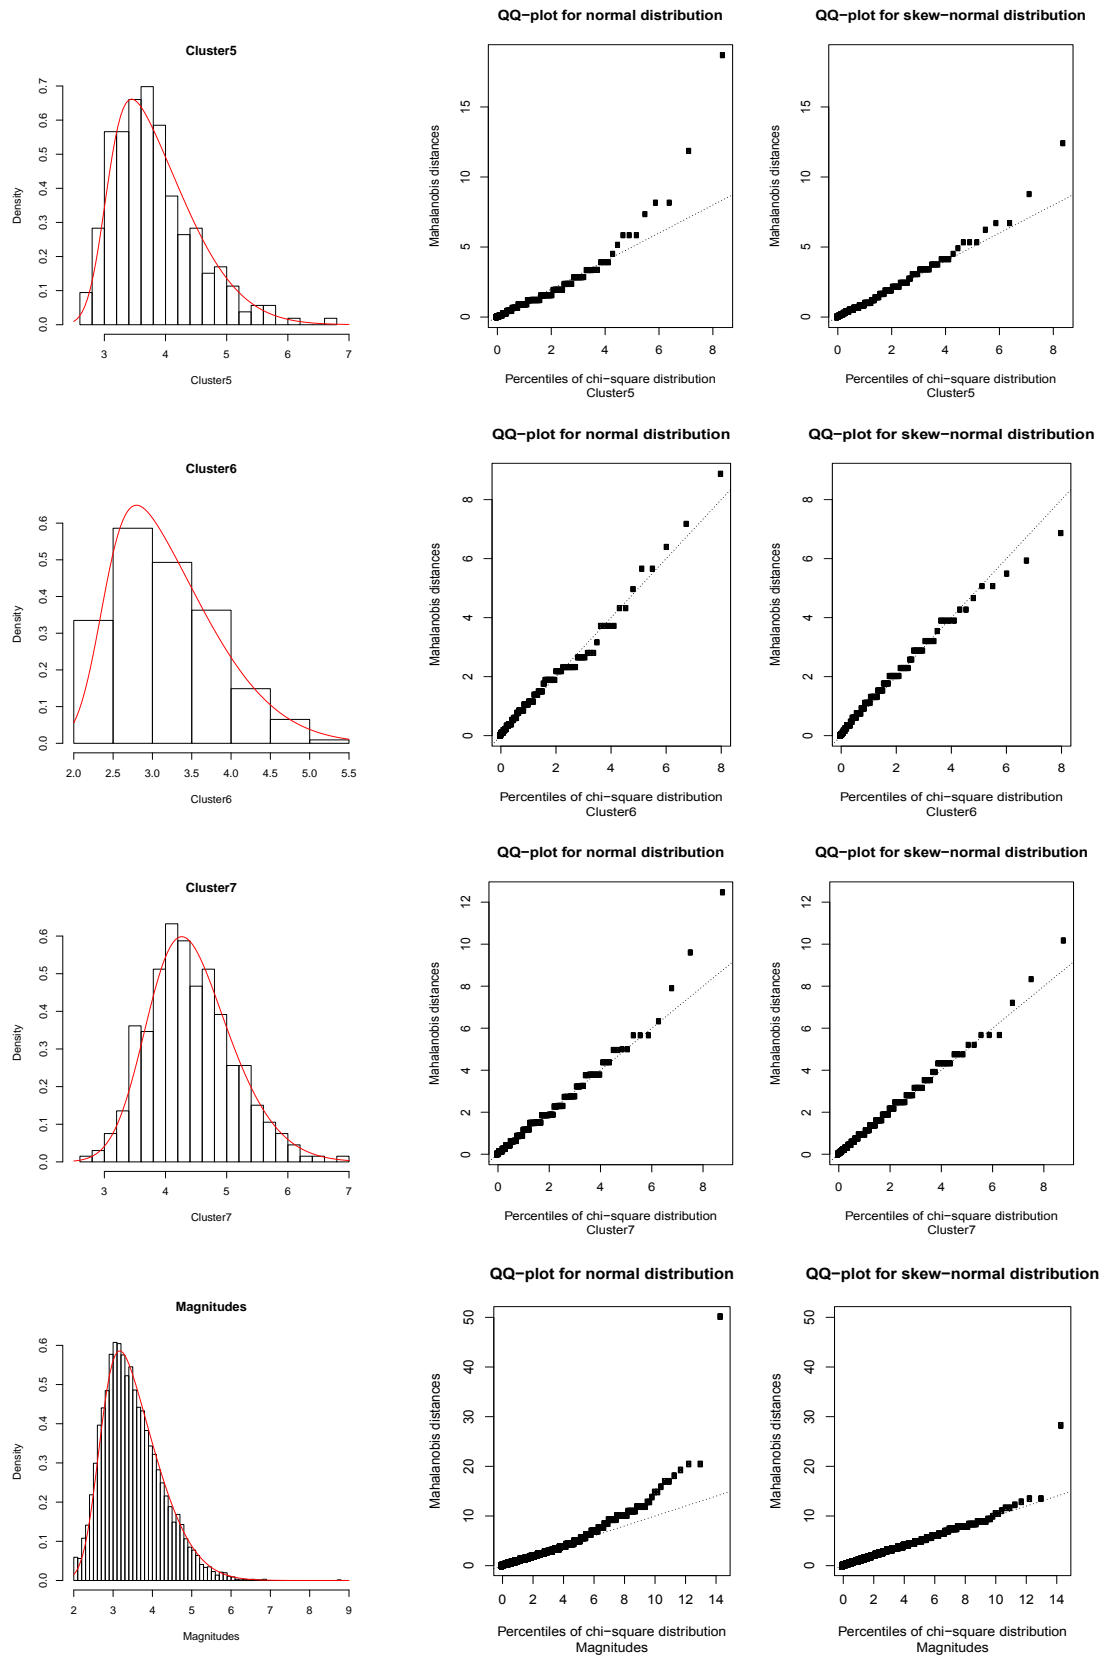 Cluster5
Density
0.0 0.1 0.2 0.3 0.4 0.5 0.6 0.7
3 4 5 6 7
Cluster5
QQ−plot for normal distribution
Mahalanobis distances
0 5 10 15
0 2 4 6 8
Percentiles of chi−square distribution
Cluster5
QQ−plot for skew−normal distribution
Mahalanobis distances
0 5 10 15
0 2 4 6 8
Percentiles of chi−square distribution
Cluster5
Cluster6
Density
0.0 0.1 0.2 0.3 0.4 0.5 0.6
2.0 2.5 3.0 3.5 4.0 4.5 5.0 5.5
Cluster6
QQ−plot for normal distribution
Mahalanobis distances
0 2 4 6 8
0 2 4 6 8
Percentiles of chi−square distribution
Cluster6
QQ−plot for skew−normal distribution
Mahalanobis distances
0 2 4 6 8
0 2 4 6 8
Percentiles of chi−square distribution
Cluster6
Cluster7
Density
0.0 0.1 0.2 0.3 0.4 0.5 0.6
3 4 5 6 7
Cluster7
QQ−plot for normal distribution
Mahalanobis distances
0 2 4 6 8 10 12
0 2 4 6 8
Percentiles of chi−square distribution
Cluster7
QQ−plot for skew−normal distribution
Mahalanobis distances
0 2 4 6 8 10 12
0 2 4 6 8
Percentiles of chi−square distribution
Cluster7
Magnitudes
Density
0.0 0.1 0.2 0.3 0.4 0.5 0.6
2 3 4 5 6 7 8 9
Magnitudes
QQ−plot for normal distribution
Mahalanobis distances
0 10 20 30 40 50
0 2 4 6 8 10 12 14
Percentiles of chi−square distribution
Magnitudes
QQ−plot for skew−normal distribution
Mahalanobis distances
0 10 20 30 40 50
0 2 4 6 8 10 12 14
Percentiles of chi−square distribution
Magnitudes